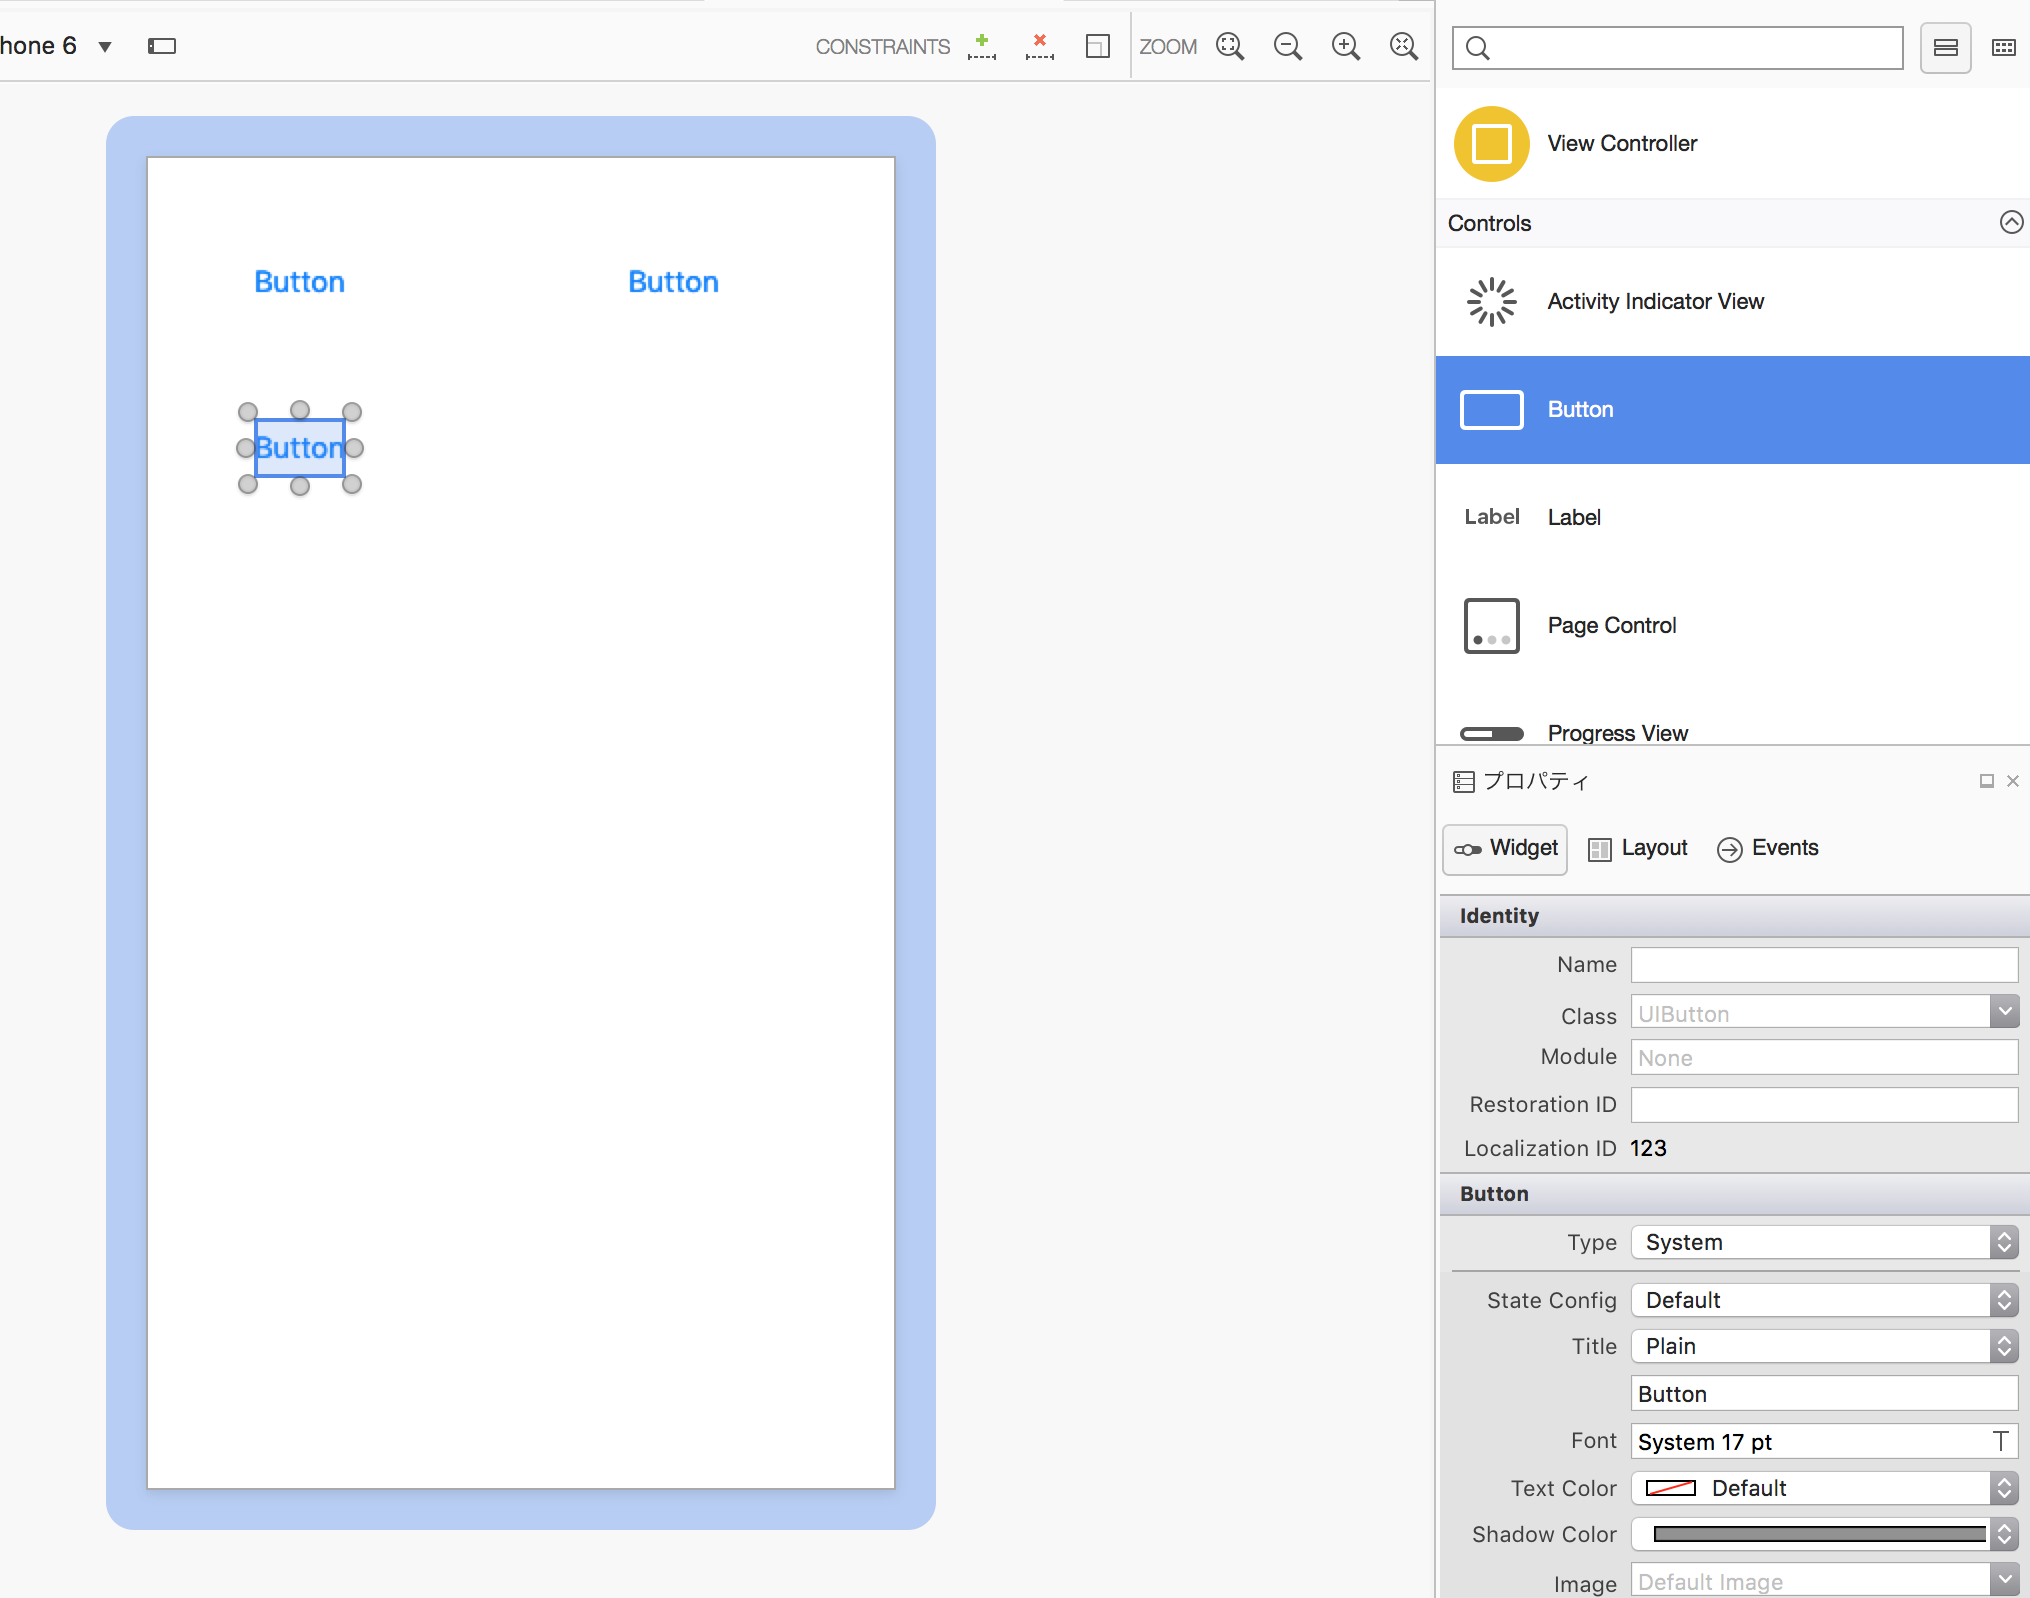 hone 6
CONSTRAINTS
ZOOM
Button
Button
Button
View Controller
Controls
Activity Indicator View
Button
Label
Label
Page Control
Progress View
プロパティ
Widget
Layout
Events
Identity
Name
Class
UIButton
Module
None
Restoration ID
Localization ID
123
Button
Type
System
State Config
Default
Title
Plain
Button
Font
System 17 pt
T
Text Color
Default
Shadow Color
Image
Default Image